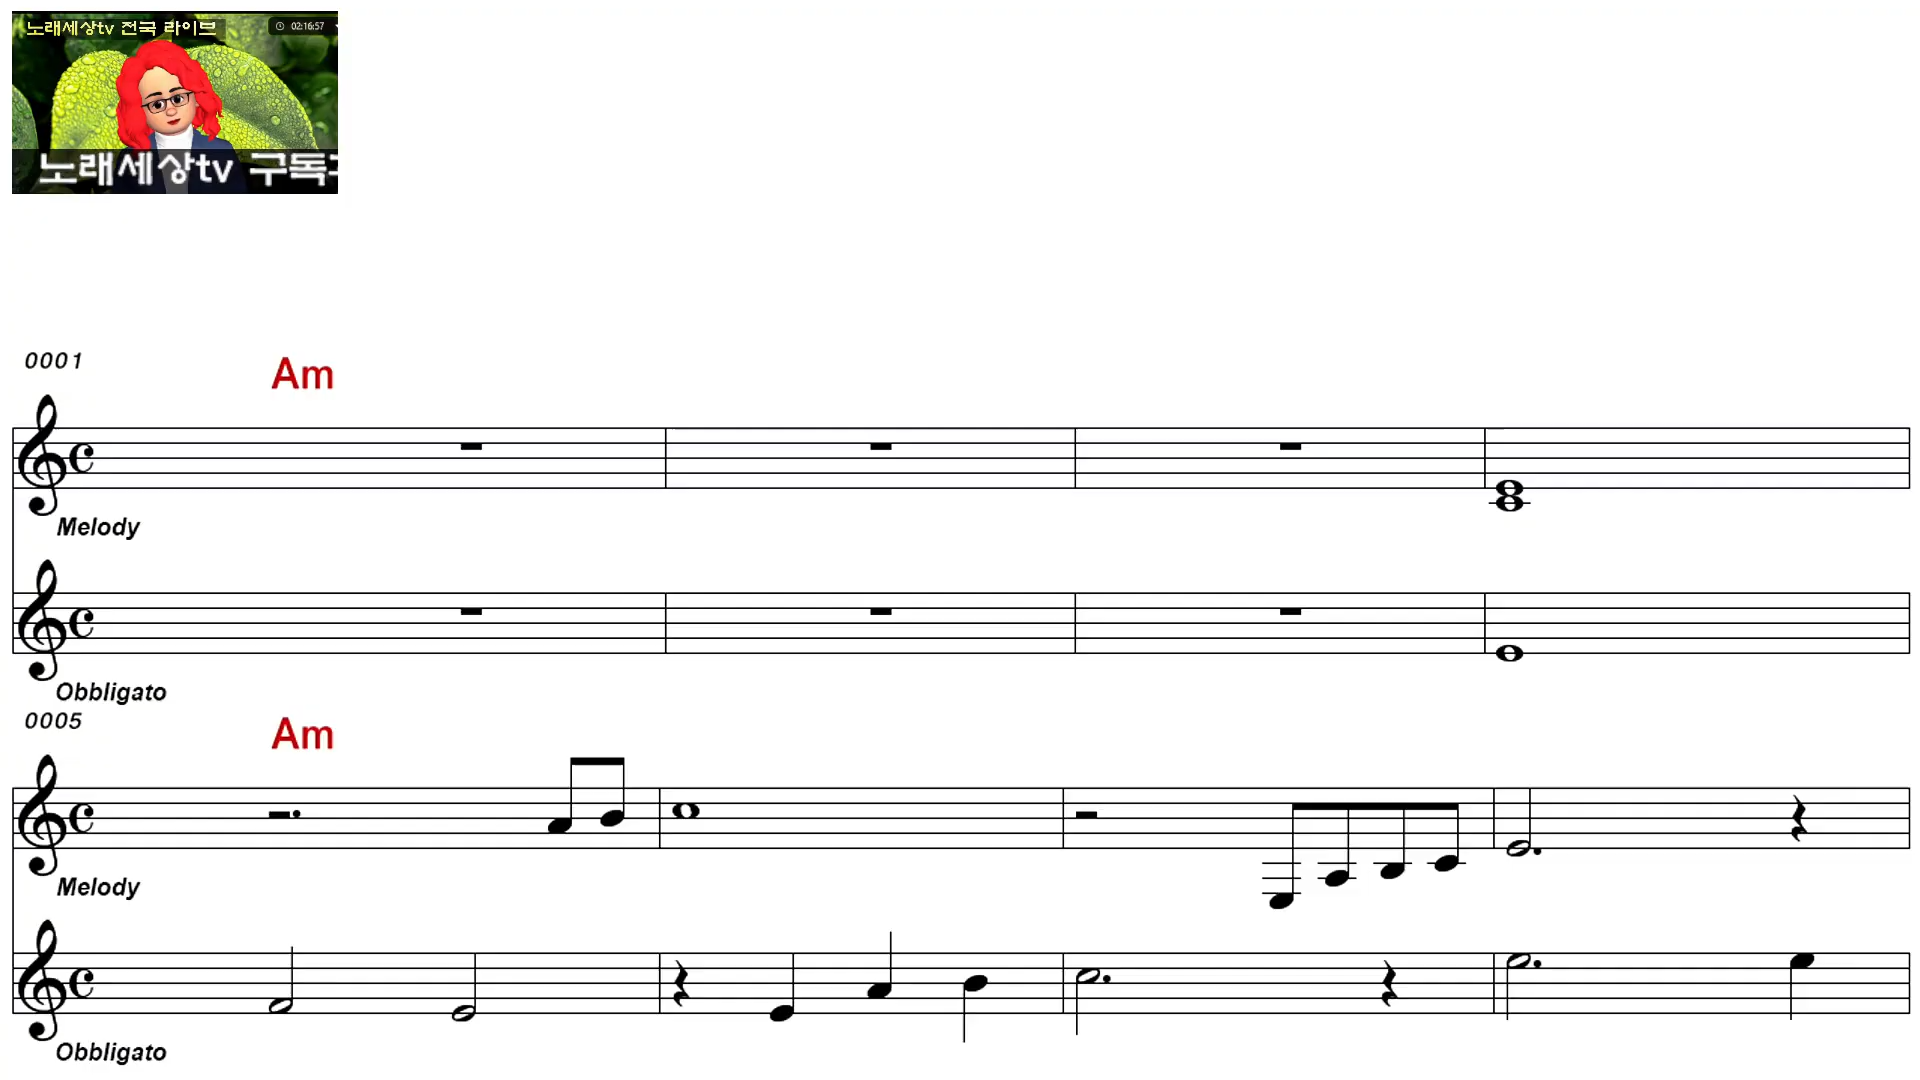 노래세상tv 전국 라이브
02:16:57
노래세상tv 구독
0001
Am
Melody
Obbligato
0005
Am
Melody
Obbligato